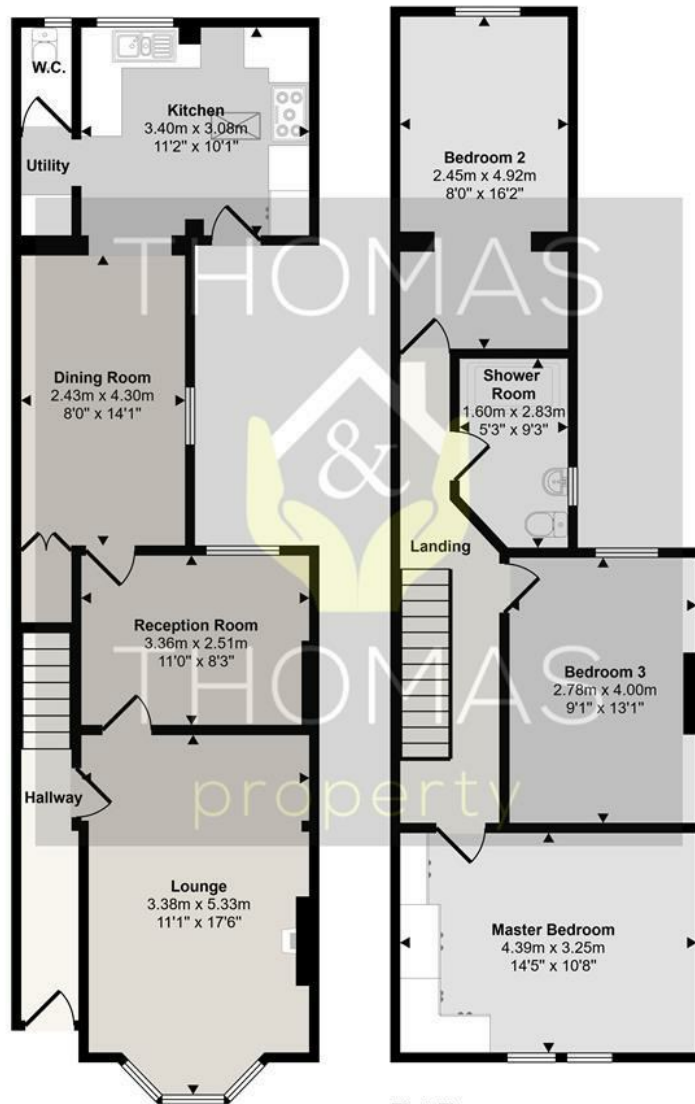 W.C.
Kitchen
3.40m x 3.08m
11'2" x 10'1"
Utility
Dining Room
2.43m x 4.30m
8'0" x 14'1"
Reception Room
3.36m x 2.51m
11'0" x 8'3"
Hallway
Lounge
3.38m x 5.33m
11'1" x 17'6"
Bedroom 2
2.45m x 4.92m
8'0" x 16'2"
Shower
Room
1.60m x 2.83m
5'3" x 9'3"
Landing
Bedroom 3
2.78m x 4.00m
9'1" x 13'1"
Master Bedroom
4.39m x 3.25m
14'5" x 10'8"
THOMAS
&
THOMAS
property